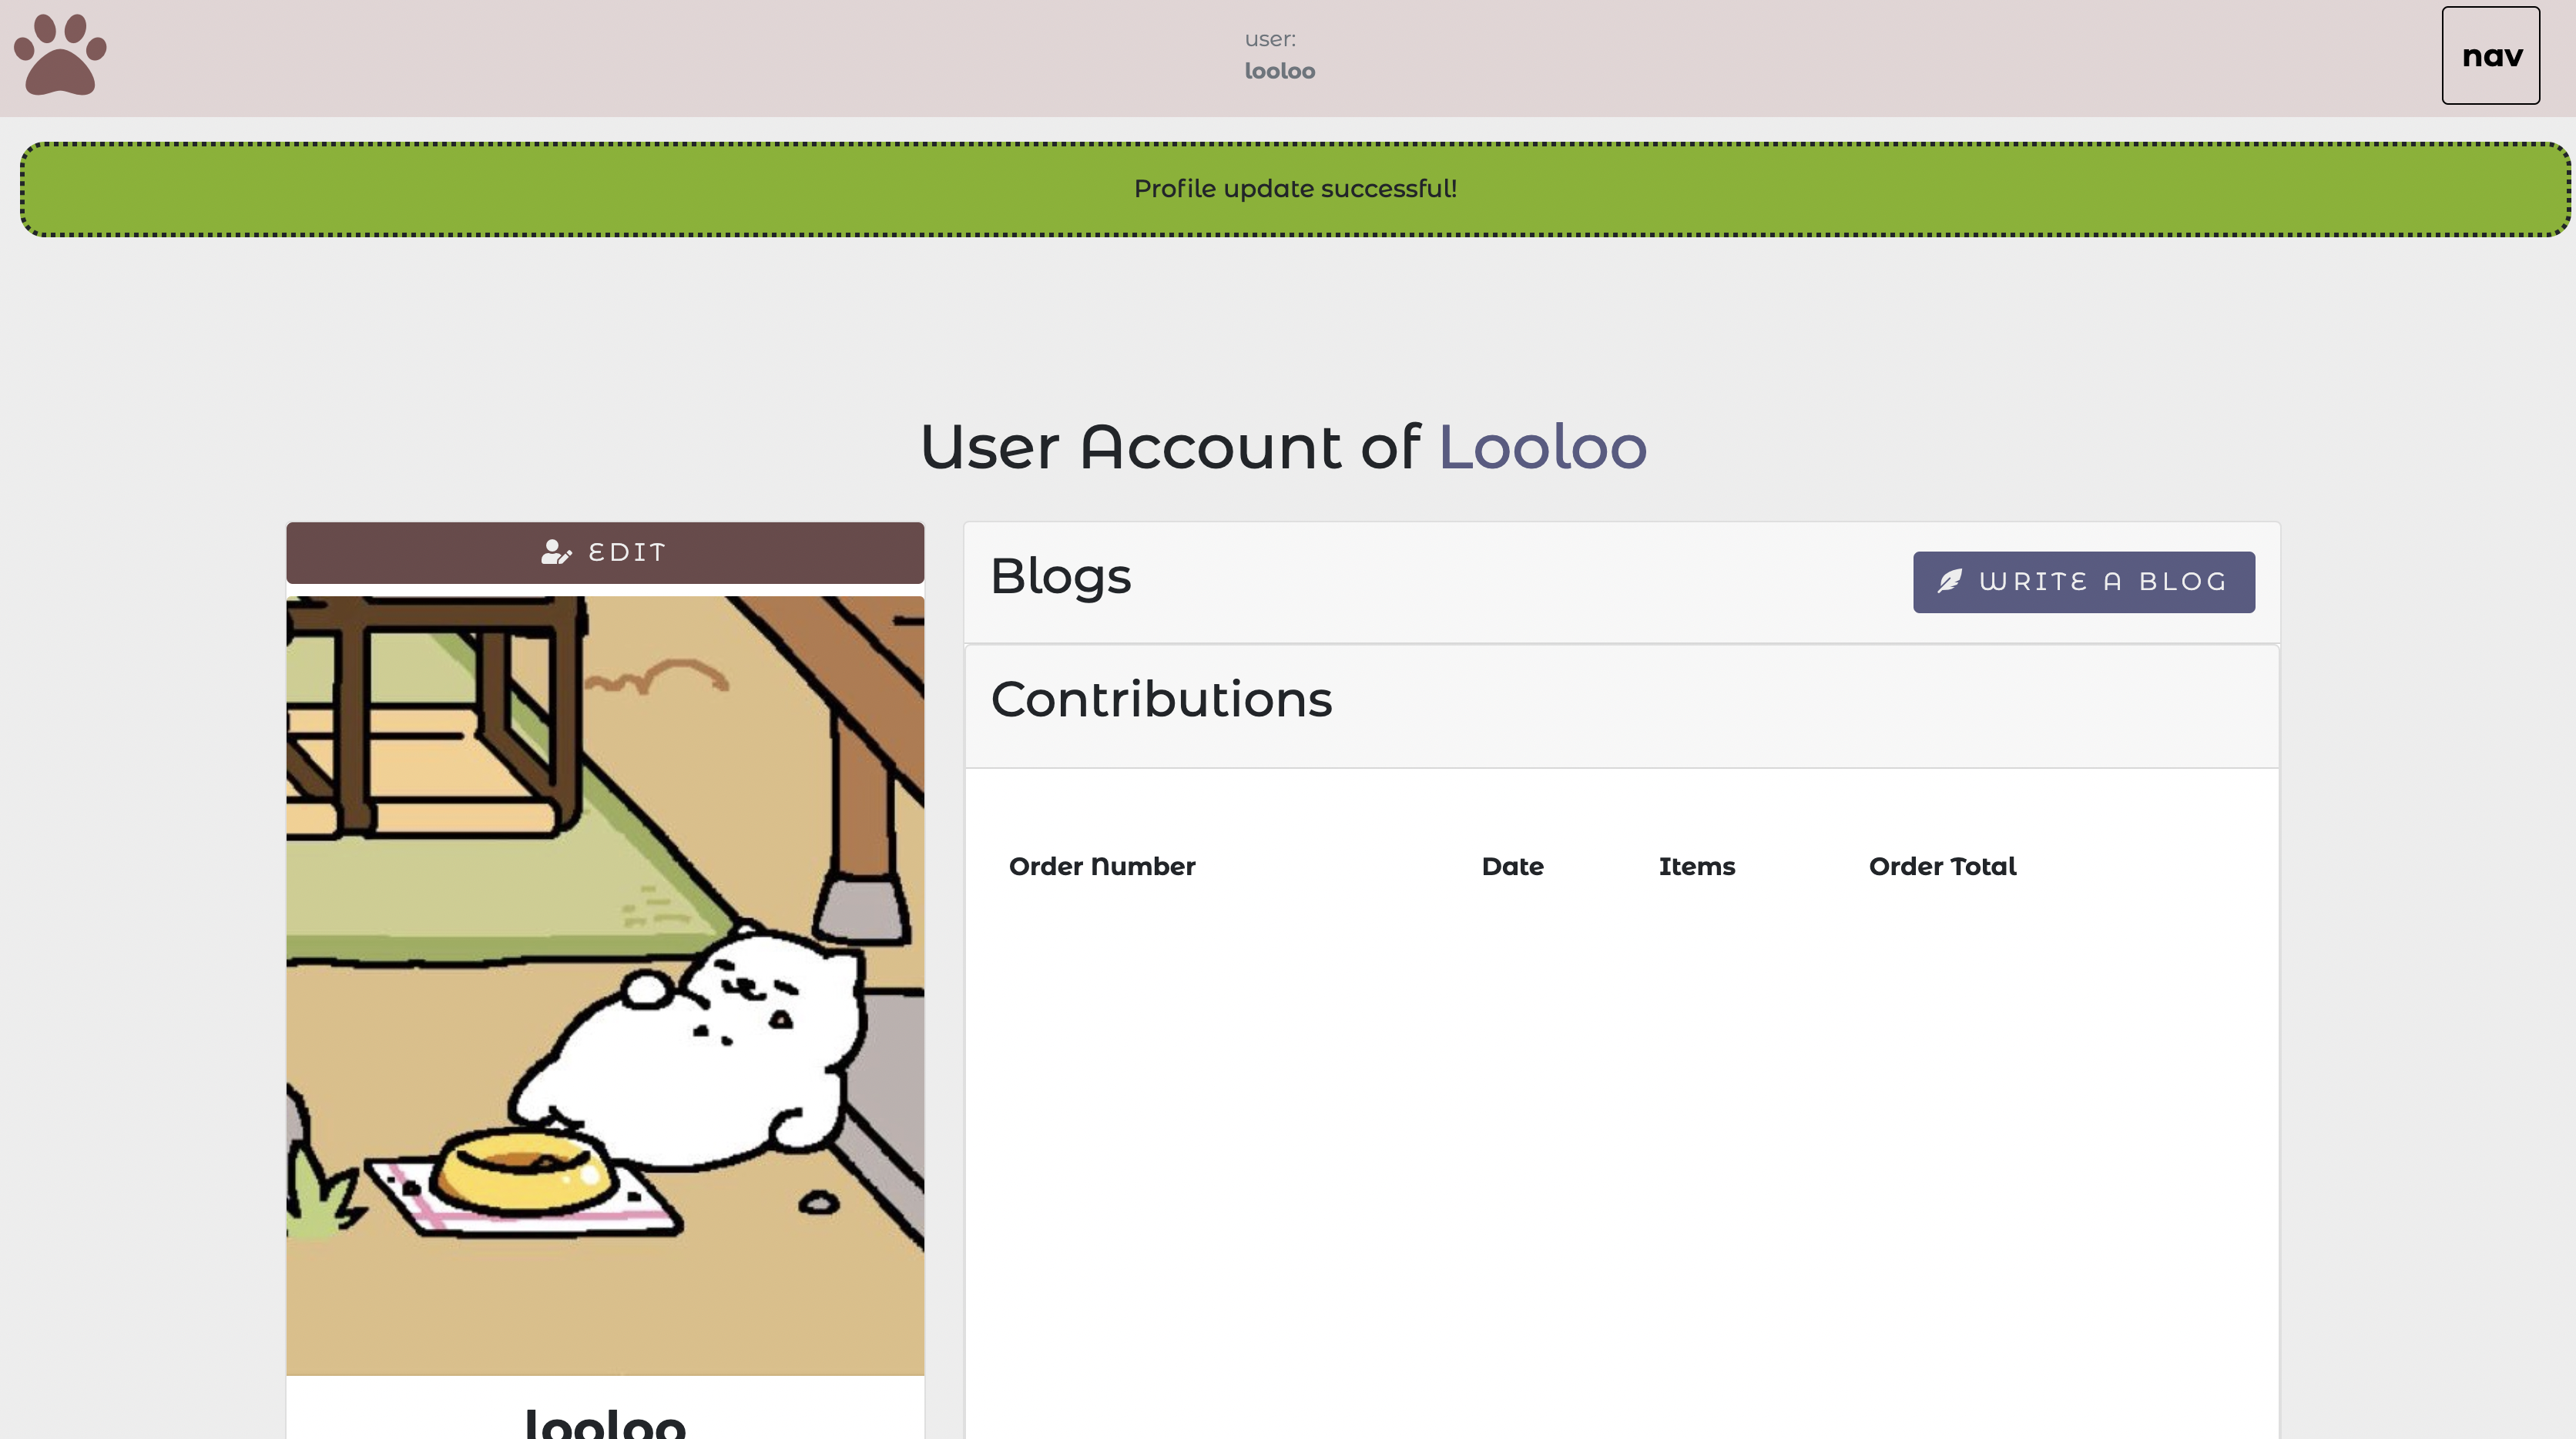 user:
looloo
nav
Profile update successful!
User Account of Looloo
EDIT
Blogs
WRITE A BLOG
Contributions
Order Number Date Items Order Total
looloo